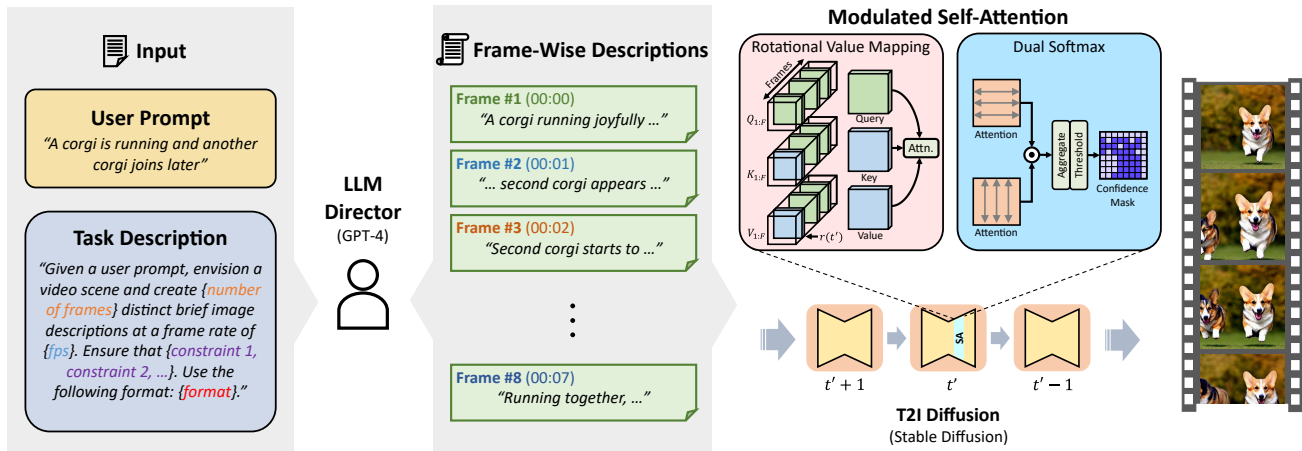 Input
User Prompt
“A corgi is running and another
corgi joins later”
Task Description
“Given a user prompt, envision a
video scene and create {number
of frames} distinct brief image
descriptions at a frame rate of
{fps}. Ensure that {constraint 1,
constraint 2, …}. Use the
following format: {format}.”
LLM
Director
(GPT-4)
Frame-Wise Descriptions
Frame #1 (00:00)
“A corgi running joyfully …”
Frame #2 (00:01)
“… second corgi appears …”
Frame #3 (00:02)
“Second corgi starts to …”
⋮
Frame #8 (00:07)
“Running together, …”
Modulated Self-Attention
Rotational Value Mapping
Frames
Q1:F
Query
K1:F
Key
Attn.
V1:F
Value
r(t′)
Dual Softmax
Attention
Attention
Aggregate
Threshold
Confidence
Mask
SA
t′ + 1
t′
t′ − 1
T2I Diffusion
(Stable Diffusion)